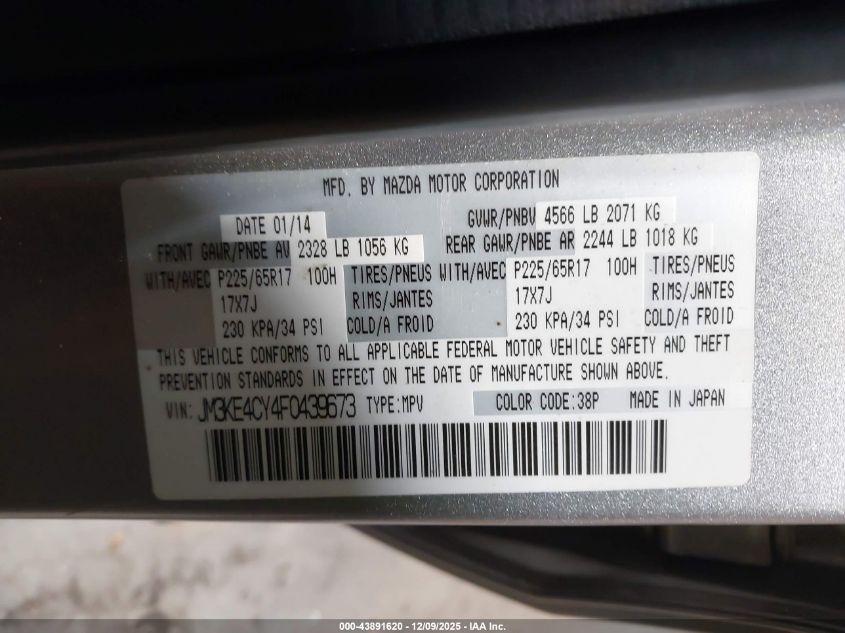 MFD. BY MAZDA MOTOR CORPORATION
DATE 01/14 GVWR/PNBV 4566 LB 2071 KG
FRONT GAWR/PNBE AV 2328 LB 1056 KG REAR GAWR/PNBE AR 2244 LB 1018 KG
WITH/AVEC P225/65R17 100H TIRES/PNEUS WITH/AVEC P225/65R17 100H TIRES/PNEUS
17X7J RIMS/JANTES 17X7J RIMS/JANTES
230 KPA/34 PSI COLD/A FROID 230 KPA/34 PSI COLD/A FROID
THIS VEHICLE CONFORMS TO ALL APPLICABLE FEDERAL MOTOR VEHICLE SAFETY AND THEFT
PREVENTION STANDARDS IN EFFECT ON THE DATE OF MANUFACTURE SHOWN ABOVE.
VIN: JM3KE4CY4F0439673 TYPE:MPV COLOR CODE:38P MADE IN JAPAN
000-43891620 - 12/09/2025 - IAA Inc.